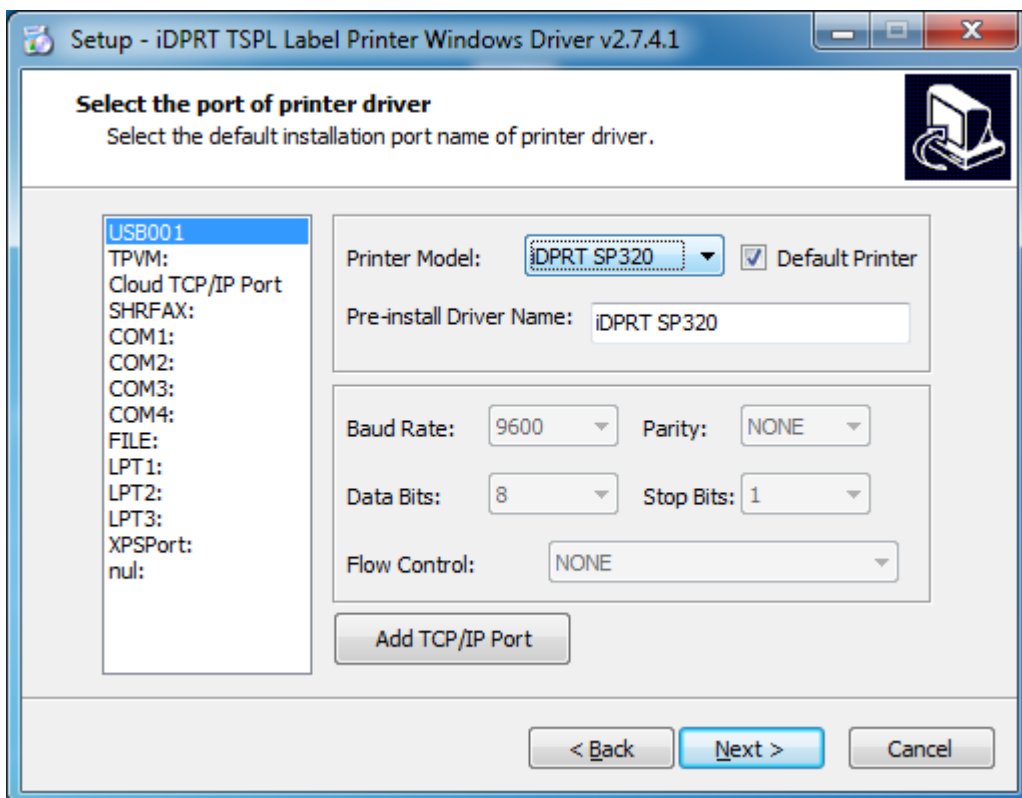 Setup - iDPRT TSPL Label Printer Windows Driver v2.7.4.1
Select the port of printer driver
Select the default installation port name of printer driver.
USB001
TPVM:
Cloud TCP/IP Port
SHRFAX:
COM1:
COM2:
COM3:
COM4:
FILE:
LPT1:
LPT2:
LPT3:
XPSPort:
nul:
Printer Model: iDPRT SP320 Default Printer
Pre-install Driver Name: iDPRT SP320
Baud Rate: 9600 Parity: NONE
Data Bits: 8 Stop Bits: 1
Flow Control: NONE
Add TCP/IP Port
< Back Next > Cancel